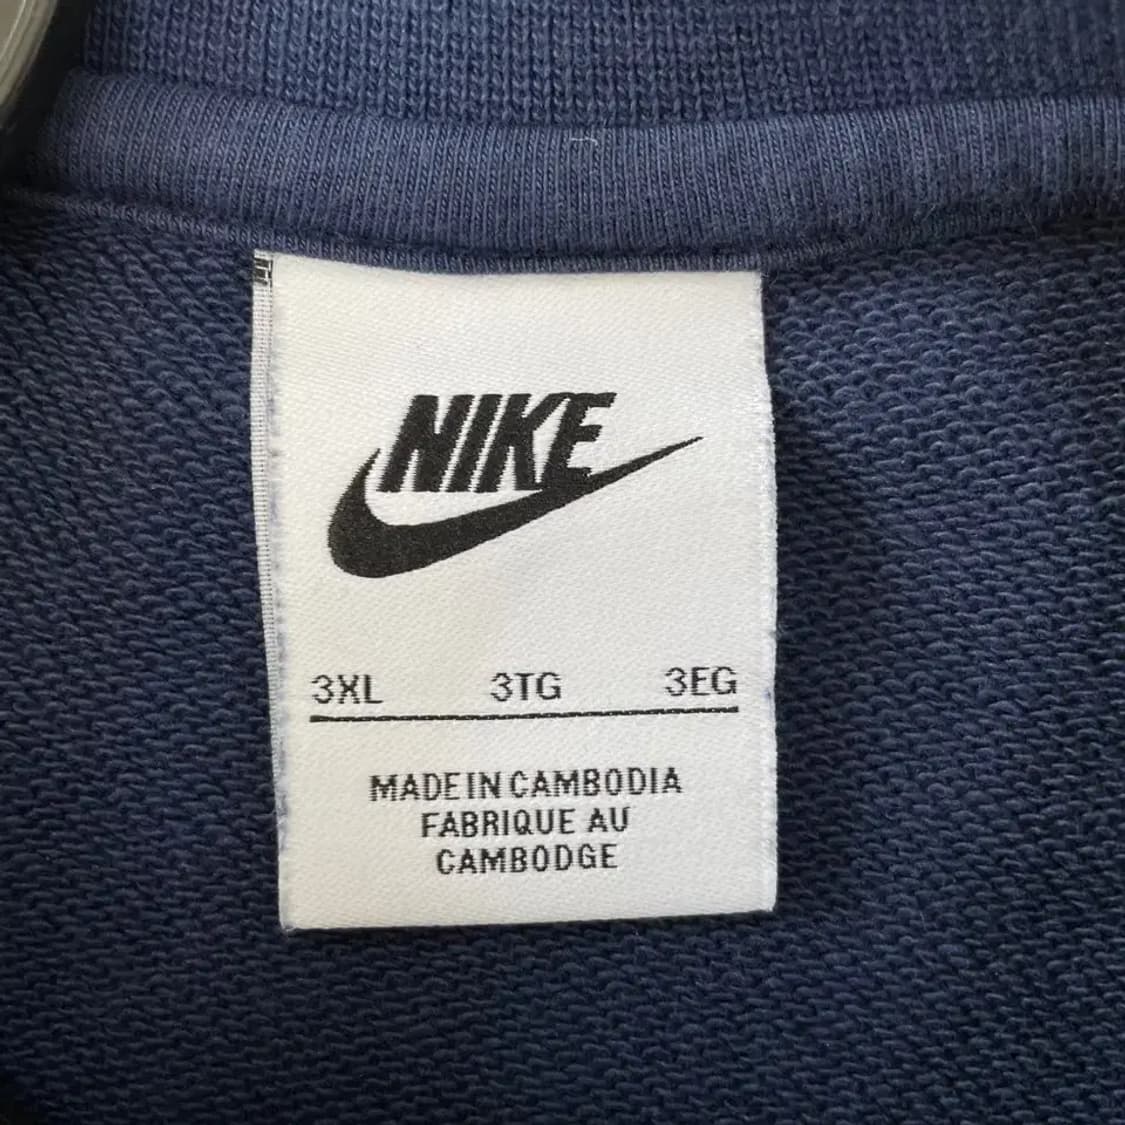 NIKE
3XL 3TG 3EG
MADE IN CAMBODIA
FABRIQUE AU
CAMBODGE